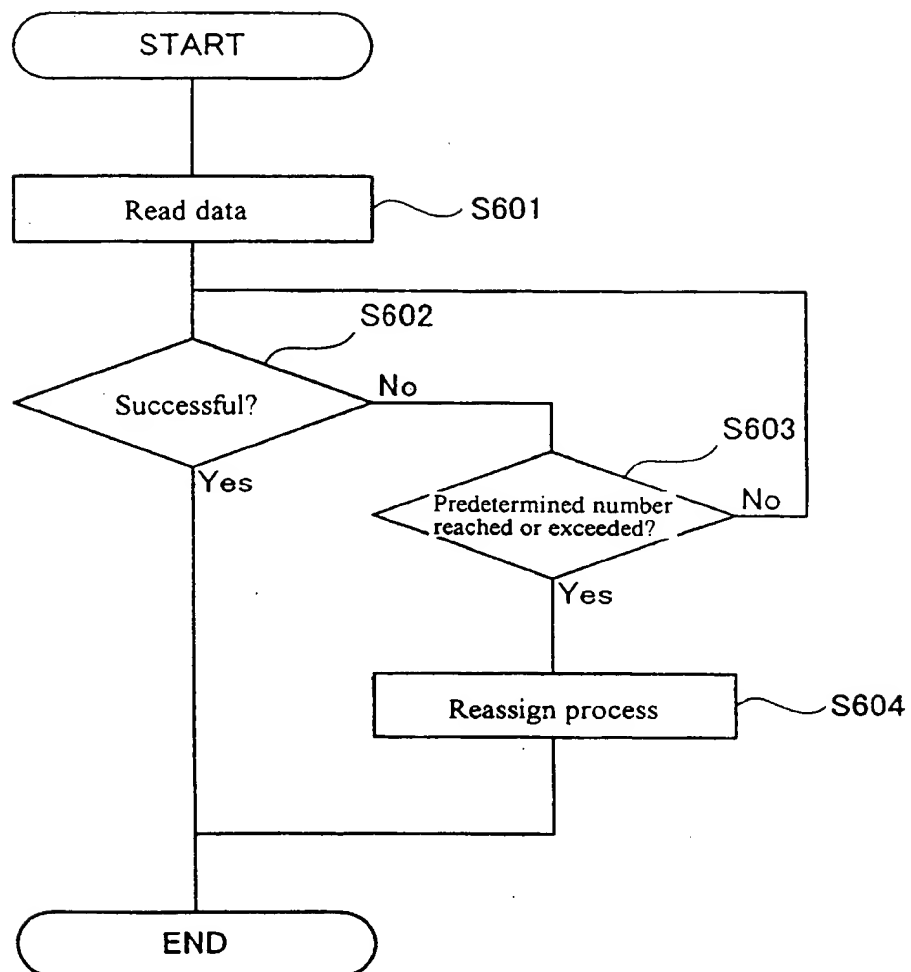 START
Read data
S601
S602
Successful?
No
Yes
S603
Predetermined number
reached or exceeded?
No
Yes
Reassign process
S604
END